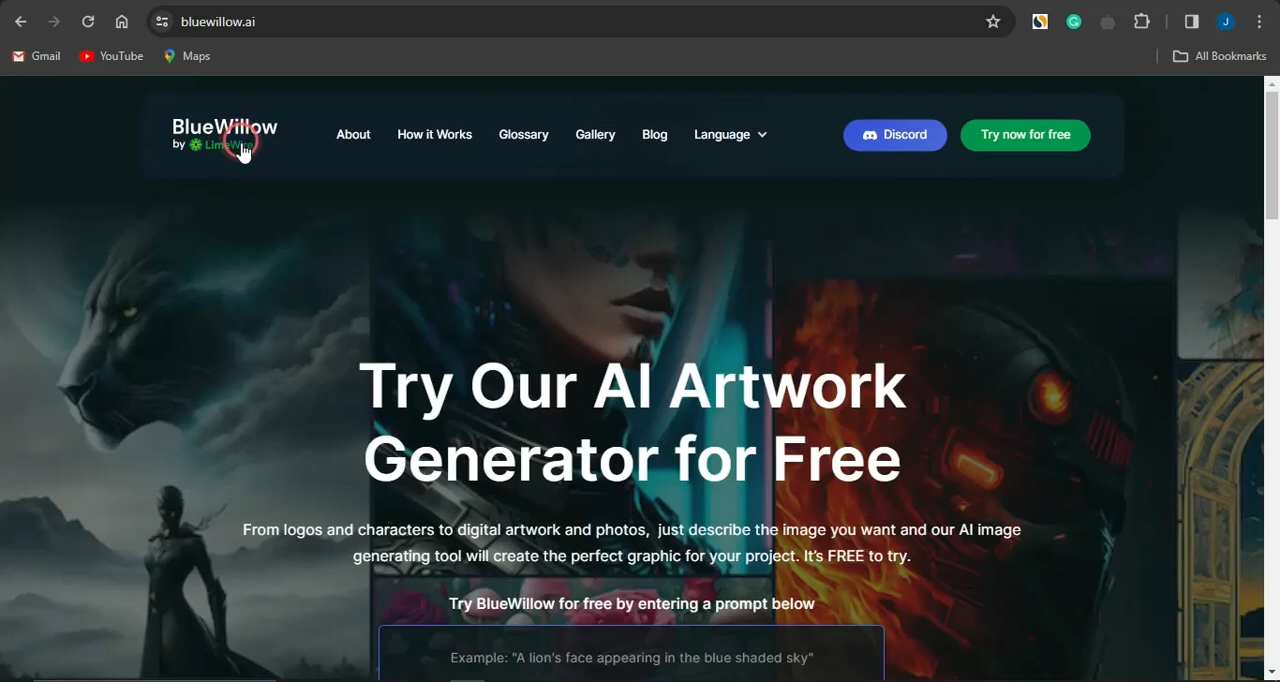 bluewillow.ai
J
Gmail YouTube Maps All Bookmarks
BlueWillow
by LimeWire
About How it Works Glossary Gallery Blog Language Discord Try now for free
Try Our AI Artwork
Generator for Free
From logos and characters to digital artwork and photos, just describe the image you want and our AI image
generating tool will create the perfect graphic for your project. It's FREE to try.
Try BlueWillow for free by entering a prompt below
Example: "A lion's face appearing in the blue shaded sky"